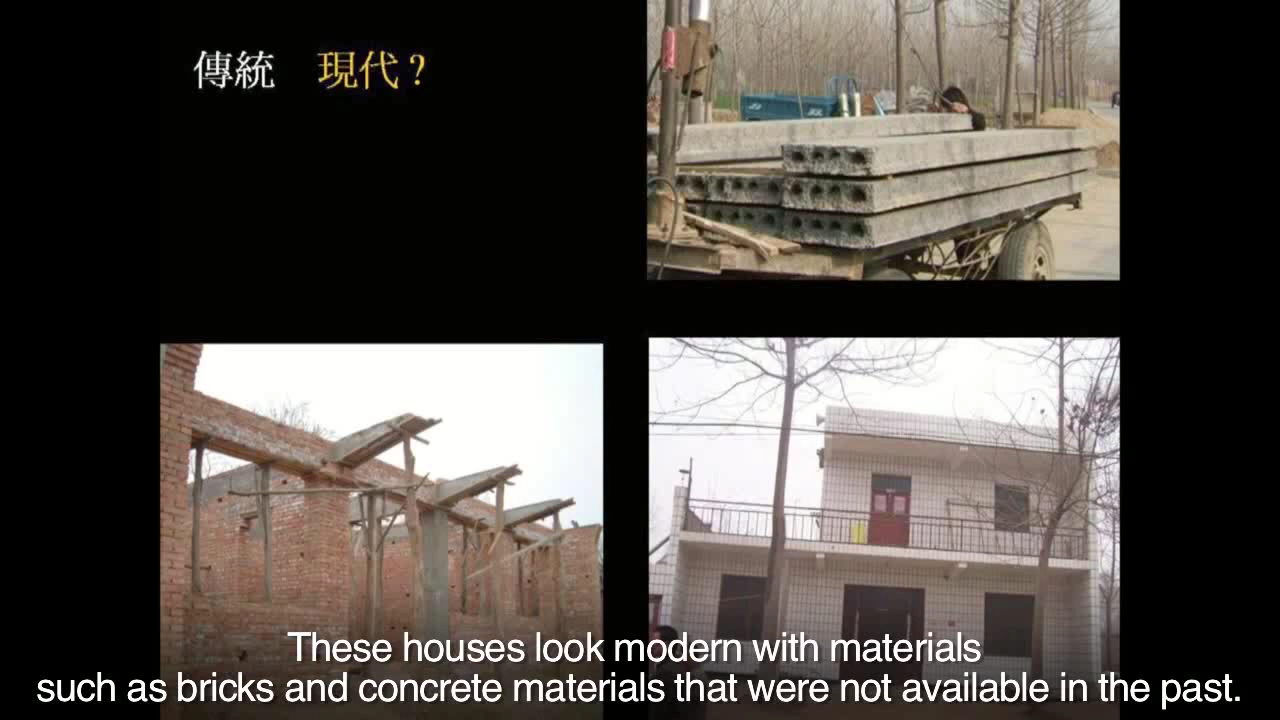 傳統 現代？
These houses look modern with materials
such as bricks and concrete materials that were not available in the past.